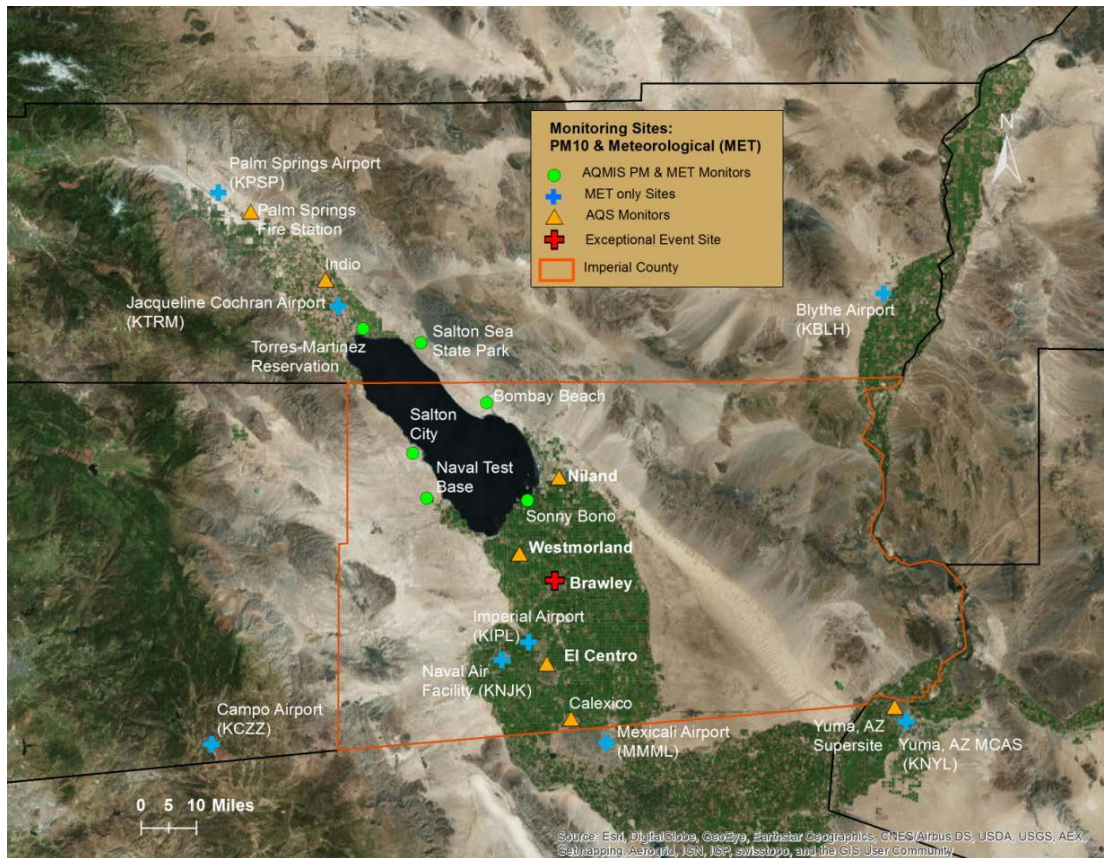 Monitoring Sites:
PM10 & Meteorological (MET)
AQMIS PM & MET Monitors
MET only Sites
AQS Monitors
Exceptional Event Site
Imperial County
N
Palm Springs Airport
(KPSP)
Palm Springs
Fire Station
Indio
Jacqueline Cochran Airport
(KTRM)
Torres-Martinez
Reservation
Salton Sea
State Park
Blythe Airport
(KBLH)
Bombay Beach
Salton
City
Naval Test
Base
Niland
Sonny Bono
Westmorland
Brawley
Imperial Airport
(KIPL)
El Centro
Naval Air
Facility (KNJK)
Campo Airport
(KCZZ)
Calexico
Mexicali Airport
(MMML)
Yuma, AZ
Supersite
Yuma, AZ MCAS
(KNYL)
0 5 10 Miles
Source: Esri, DigitalGlobe, GeoEye, Earthstar Geographics, CNES/Airbus DS, USDA, USGS, AEX,
Getmapping, Aerogrid, IGN, IGP, swisstopo, and the GIS User Community